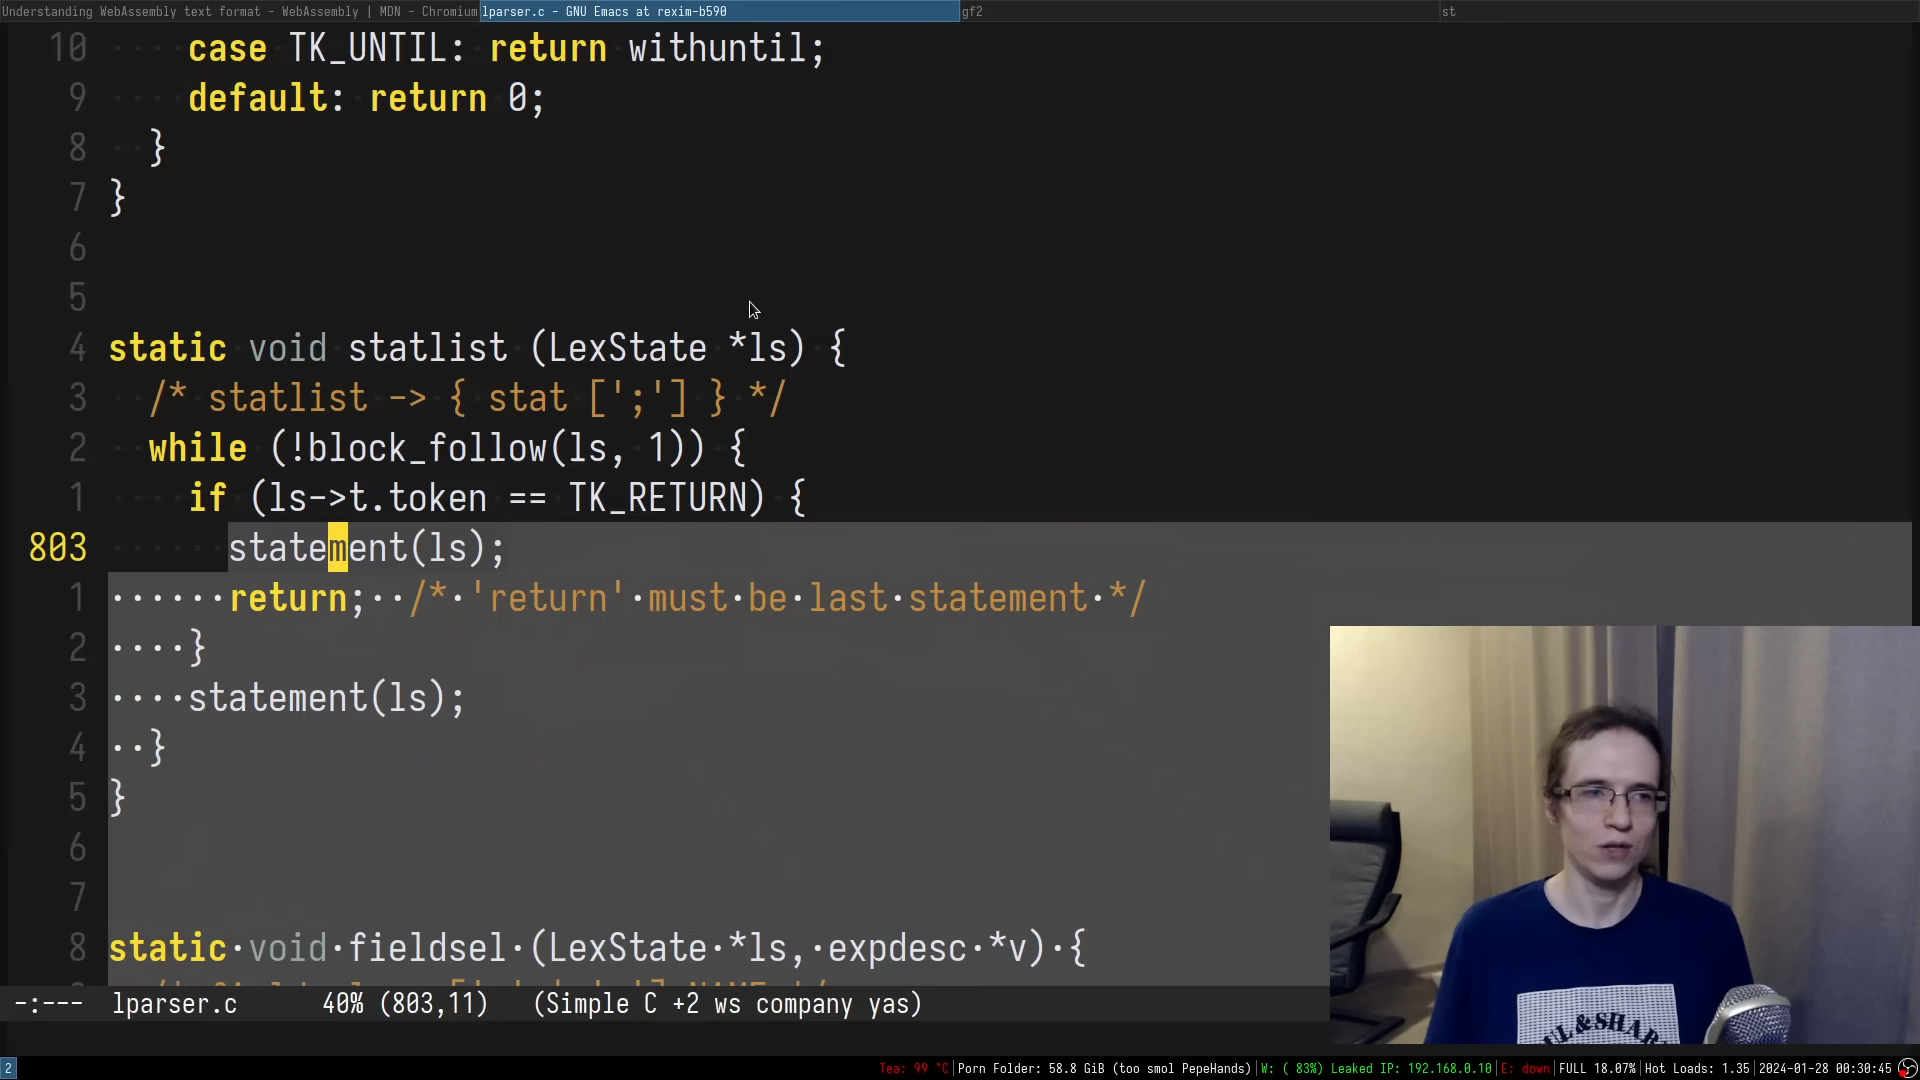 Understanding WebAssembly text format - WebAssembly | MDN - Chromium
lparser.c - GNU Emacs at rexim-b590
gf2
st
10 case TK_UNTIL: return withuntil;
9 default: return 0;
8 }
7 }
6
5
4 static void statlist (LexState *ls) {
3 /* statlist -> { stat [';'] } */
2 while (!block_follow(ls, 1)) {
1 if (ls->t.token == TK_RETURN) {
803 statement(ls);
1 ······return;··/*·'return'·must·be·last·statement·*/
2 ····}
3 ····statement(ls);
4 ··}
5 }
6
7
8 static·void·fieldsel·(LexState·*ls,·expdesc·*v)·{
-:--- lparser.c 40% (803,11) (Simple C +2 ws company yas)
2
Tea: 99 °C | Porn Folder: 58.8 GiB (too smol PepeHands) | W: ( 83%) Leaked IP: 192.168.0.10 | E: down | FULL 18.07% | Hot Loads: 1.35 | 2024-01-28 00:30:45